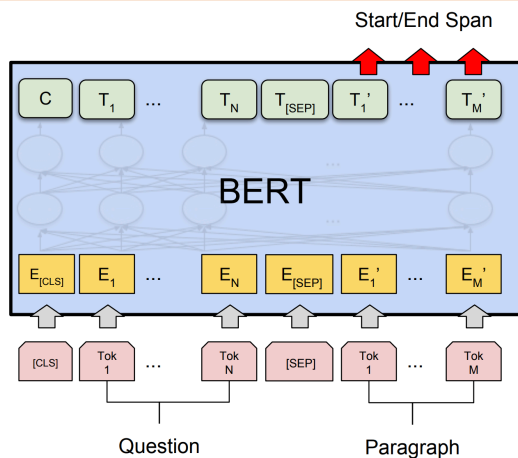 Start/End Span
C T1 ... TN T[SEP] T1' ... TM'
...
BERT
...
E[CLS] E1 ... EN E[SEP] E1' ... EM'
[CLS] Tok 1 ... Tok N [SEP] Tok 1 ... Tok M
Question Paragraph